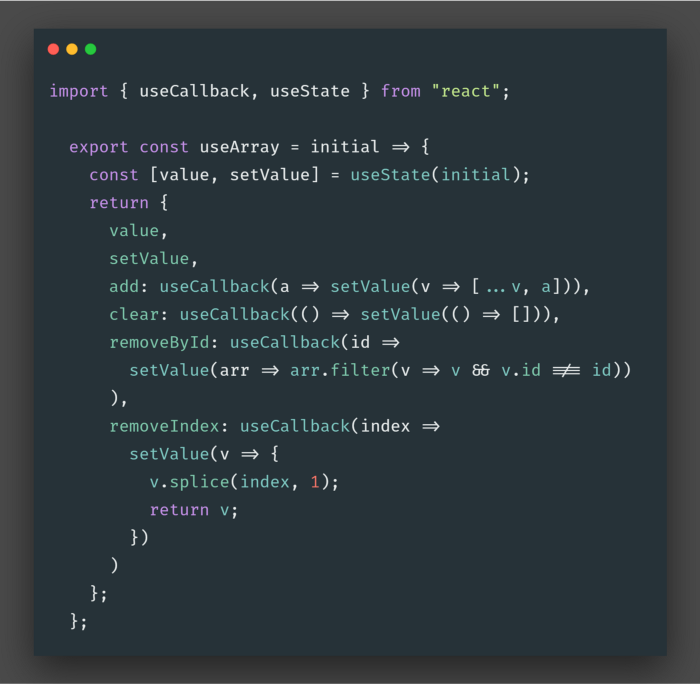 import { useCallback, useState } from "react";

  export const useArray = initial => {
    const [value, setValue] = useState(initial);
    return {
      value,
      setValue,
      add: useCallback(a => setValue(v => [...v, a])),
      clear: useCallback(() => setValue(() => [])),
      removeById: useCallback(id =>
        setValue(arr => arr.filter(v => v && v.id !== id))
      ),
      removeIndex: useCallback(index =>
        setValue(v => {
          v.splice(index, 1);
          return v;
        })
      )
    };
  };